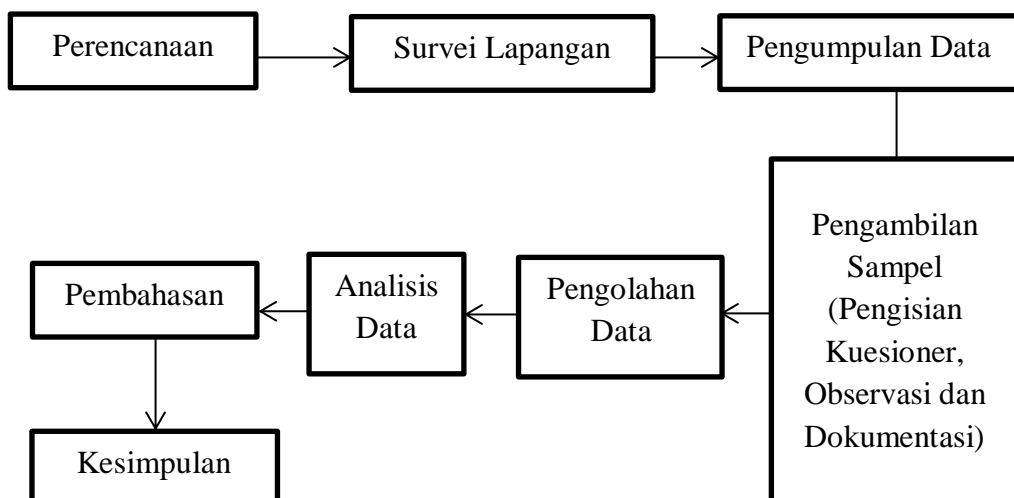 Perencanaan
Survei Lapangan
Pengumpulan Data
Pengambilan
Sampel
(Pengisian
Kuesioner,
Observasi dan
Dokumentasi)
Pengolahan
Data
Analisis
Data
Pembahasan
Kesimpulan